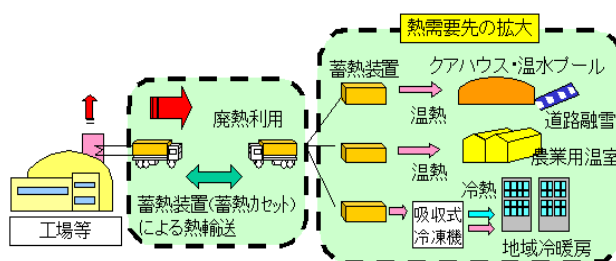 熱需要先の拡大
蓄熱装置
クアハウス・温水プール
温熱
道路融雪
廃熱利用
温熱
農業用温室
蓄熱装置(蓄熱カセット)
による熱輸送
工場等
吸収式
冷凍機
冷熱
地域冷暖房